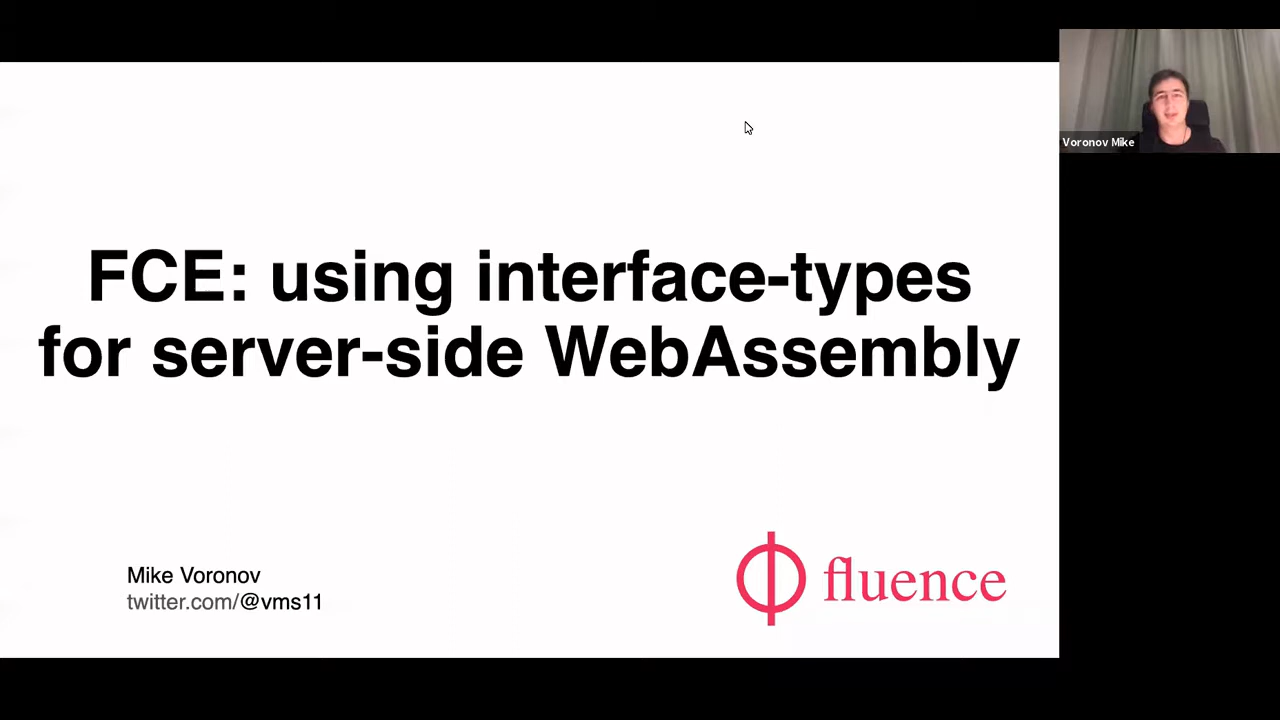 Voronov Mike
FCE: using interface-types
for server-side WebAssembly
Mike Voronov
twitter.com/@vms11
fluence